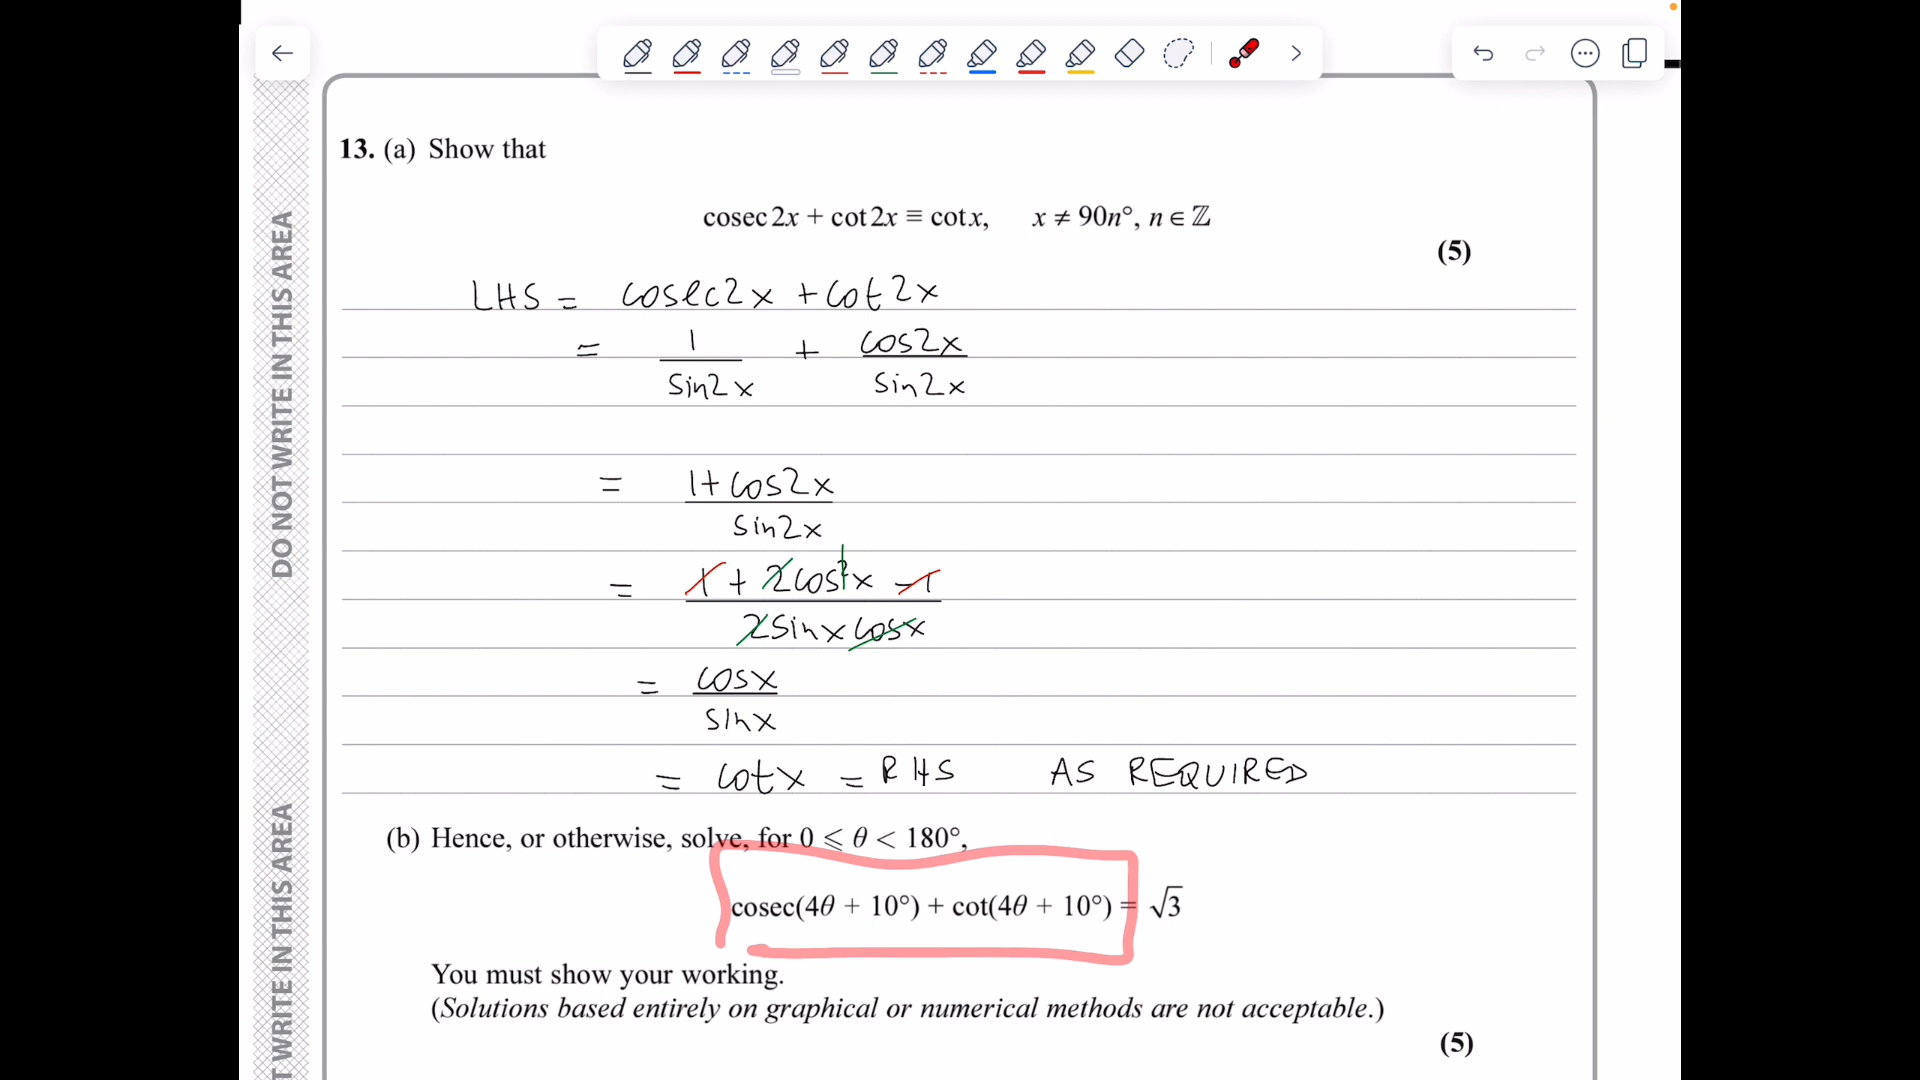 13. (a) Show that
cosec 2x + cot 2x ≡ cot x, x ≠ 90n°, n ∈ ℤ
(5)
LHS = cosec2x + cot2x
= 1/sin2x + cos2x/sin2x
= (1+cos2x)/sin2x
= (1 + 2cos²x - 1)/(2sinxcosx)
= cosx/sinx
= cotx = RHS AS REQUIRED
(b) Hence, or otherwise, solve, for 0 ⩽ θ < 180°,
cosec(4θ + 10°) + cot(4θ + 10°) = √3
You must show your working.
(Solutions based entirely on graphical or numerical methods are not acceptable.)
(5)
DO NOT WRITE IN THIS AREA
T WRITE IN THIS AREA